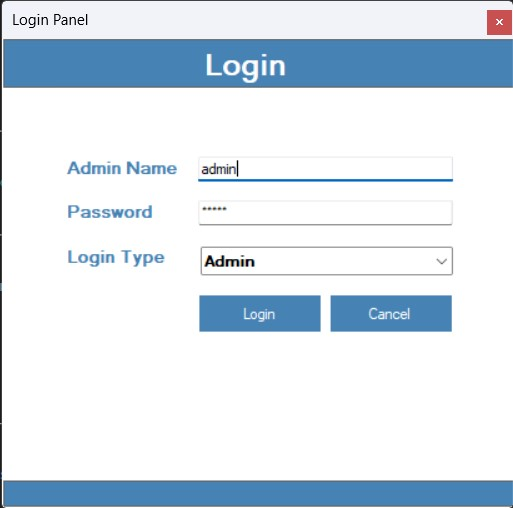 Login Panel
Login
Admin Name admin
Password *****
Login Type Admin
Login Cancel